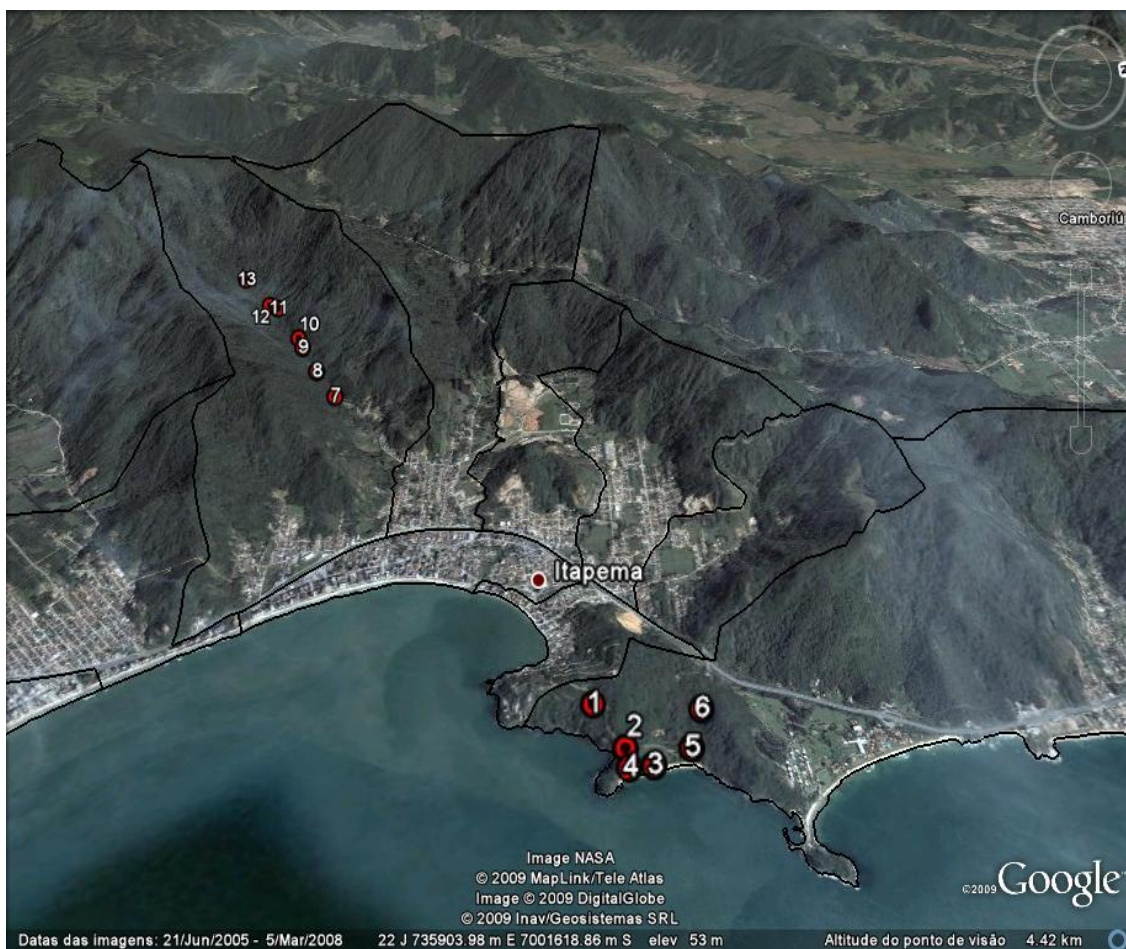 Camboriú
13
11
12
10
9
8
7
Itapema
1
6
2
5
4
3
Image NASA
© 2009 MapLink/Tele Atlas
Image © 2009 DigitalGlobe
© 2009 Inav/Geosistemas SRL
©2009 Google
Datas das imagens: 21/Jun/2005 - 5/Mar/2008 22 J 735903.98 m E 7001618.86 m S elev 53 m Altitude do ponto de visão 4.42 km